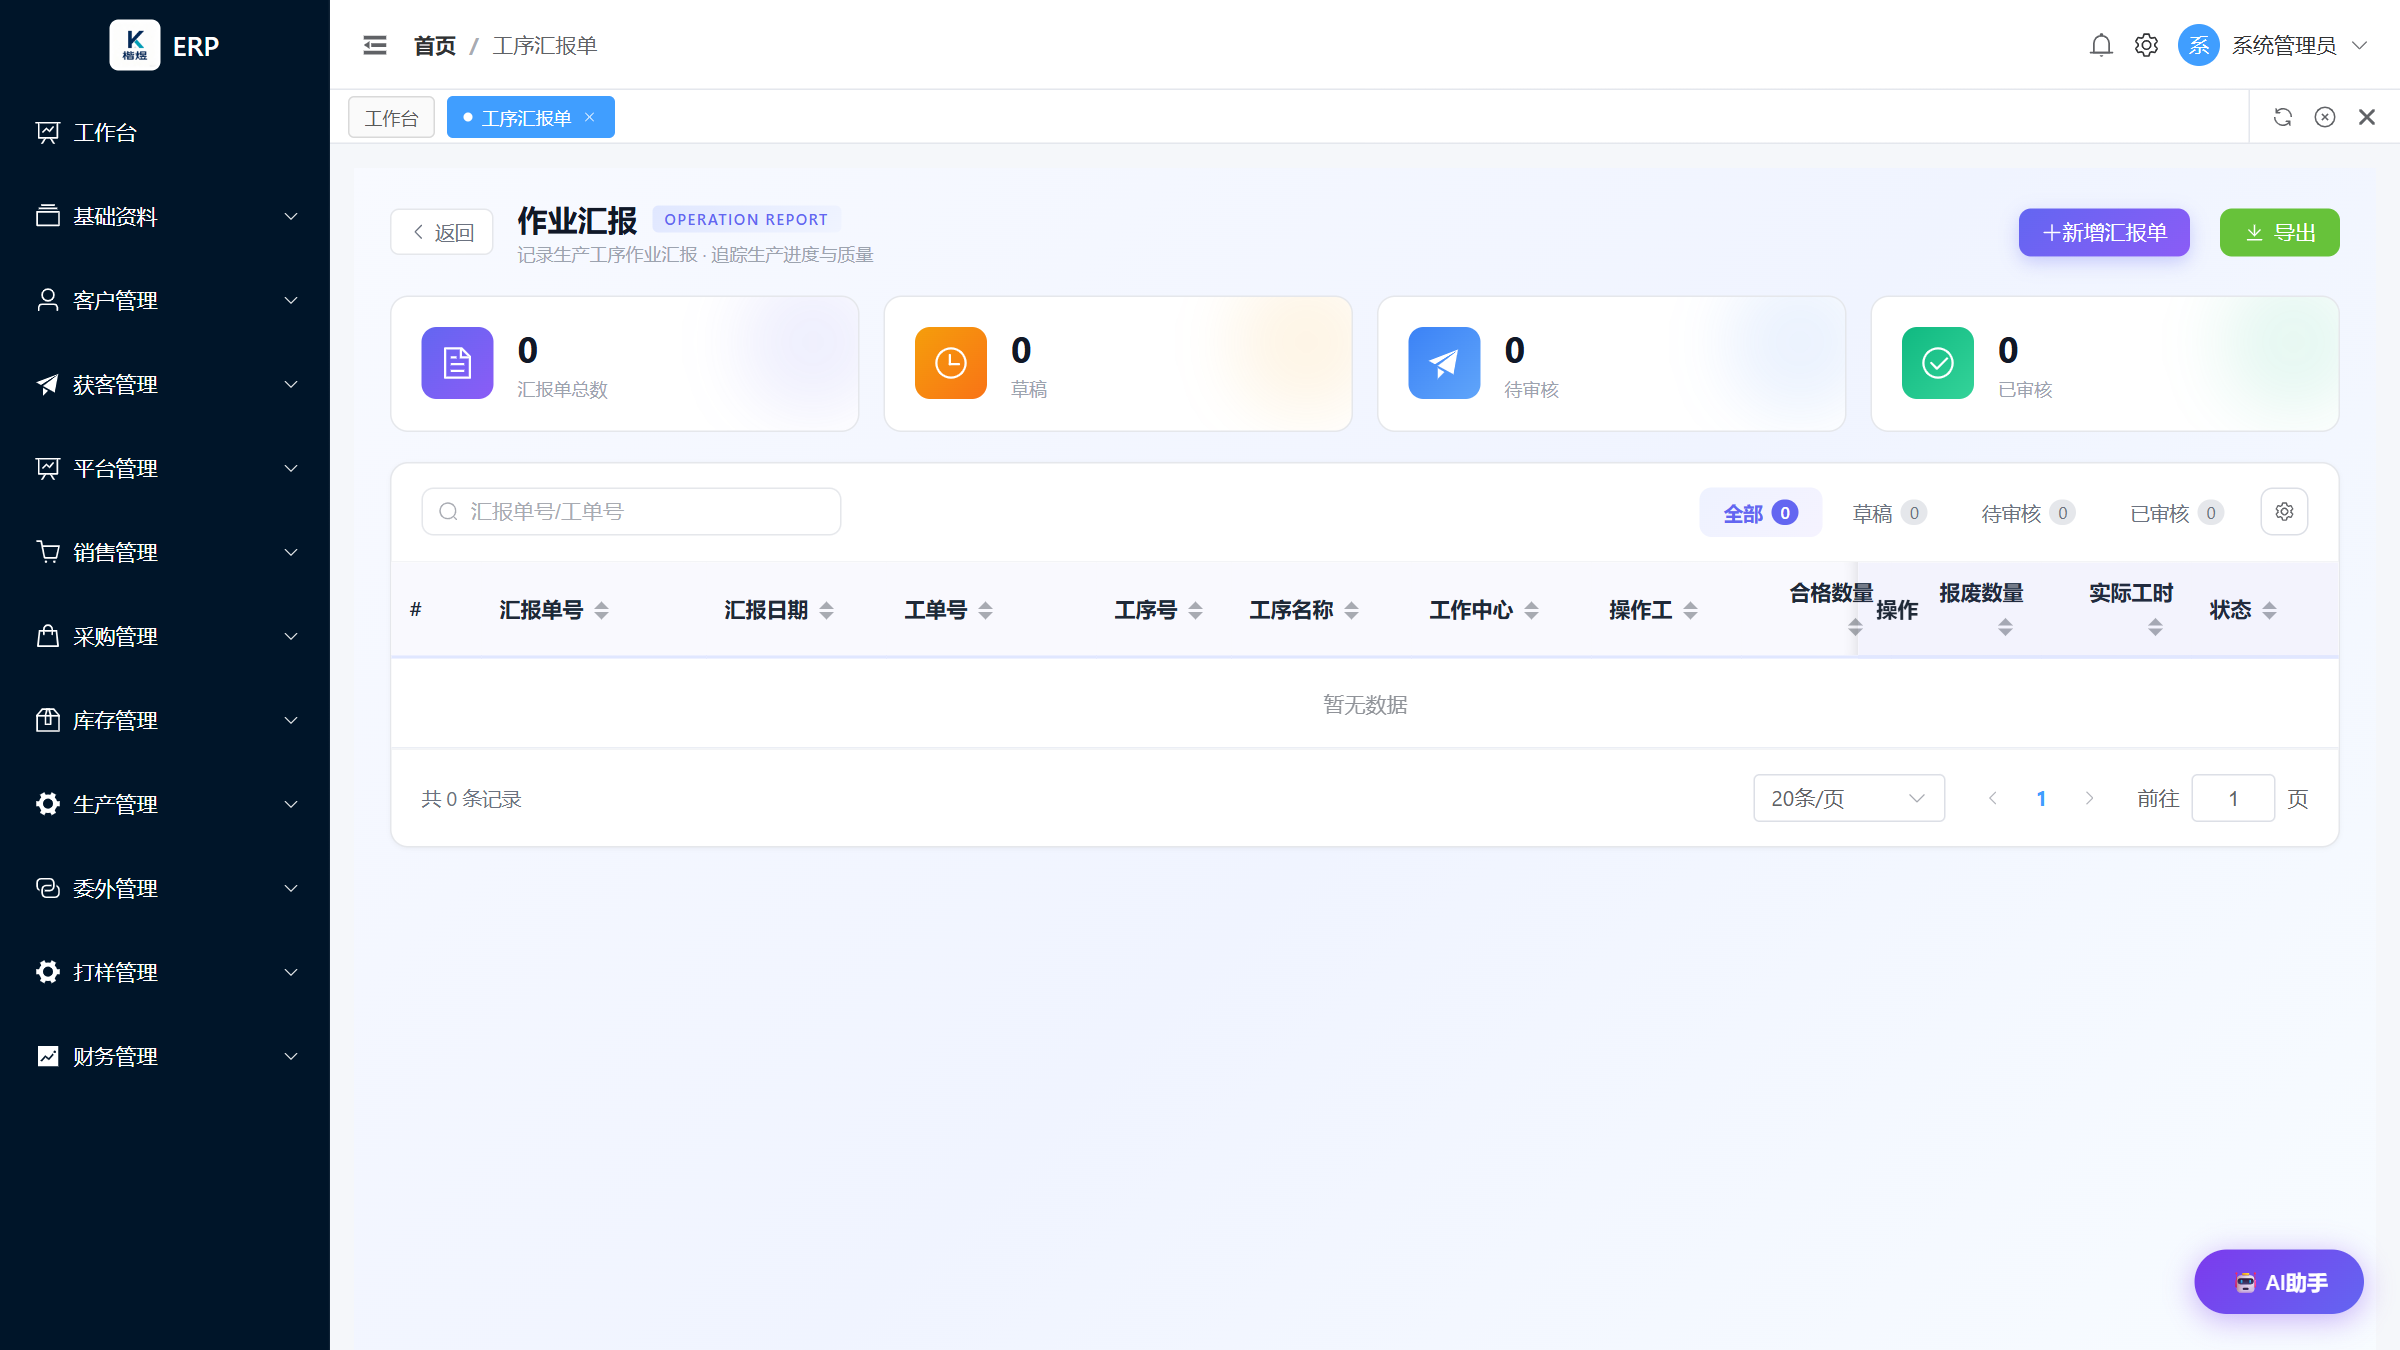 K
楷煜
ERP
工作台
基础资料
客户管理
获客管理
平台管理
销售管理
采购管理
库存管理
生产管理
委外管理
打样管理
财务管理
首页 / 工序汇报单
系 系统管理员
工作台
工序汇报单
返回
作业汇报 OPERATION REPORT
记录生产工序作业汇报 · 追踪生产进度与质量
新增汇报单
导出
0
汇报单总数
0
草稿
0
待审核
0
已审核
汇报单号/工单号
全部 0 草稿 0 待审核 0 已审核 0
# 汇报单号 汇报日期 工单号 工序号 工序名称 工作中心 操作工 合格数量 操作 报废数量 实际工时 状态
暂无数据
共 0 条记录
20条/页 1 前往 1 页
AI助手